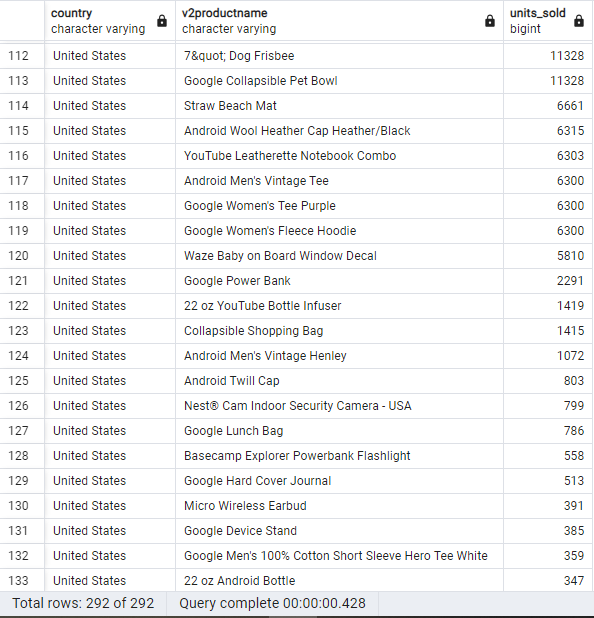 country v2productname units_sold
character varying character varying bigint
112 United States 7&quot; Dog Frisbee 11328
113 United States Google Collapsible Pet Bowl 11328
114 United States Straw Beach Mat 6661
115 United States Android Wool Heather Cap Heather/Black 6315
116 United States YouTube Leatherette Notebook Combo 6303
117 United States Android Men's Vintage Tee 6300
118 United States Google Women's Tee Purple 6300
119 United States Google Women's Fleece Hoodie 6300
120 United States Waze Baby on Board Window Decal 5810
121 United States Google Power Bank 2291
122 United States 22 oz YouTube Bottle Infuser 1419
123 United States Collapsible Shopping Bag 1415
124 United States Android Men's Vintage Henley 1072
125 United States Android Twill Cap 803
126 United States Nest® Cam Indoor Security Camera - USA 799
127 United States Google Lunch Bag 786
128 United States Basecamp Explorer Powerbank Flashlight 558
129 United States Google Hard Cover Journal 513
130 United States Micro Wireless Earbud 391
131 United States Google Device Stand 385
132 United States Google Men's 100% Cotton Short Sleeve Hero Tee White 359
133 United States 22 oz Android Bottle 347
Total rows: 292 of 292 Query complete 00:00:00.428